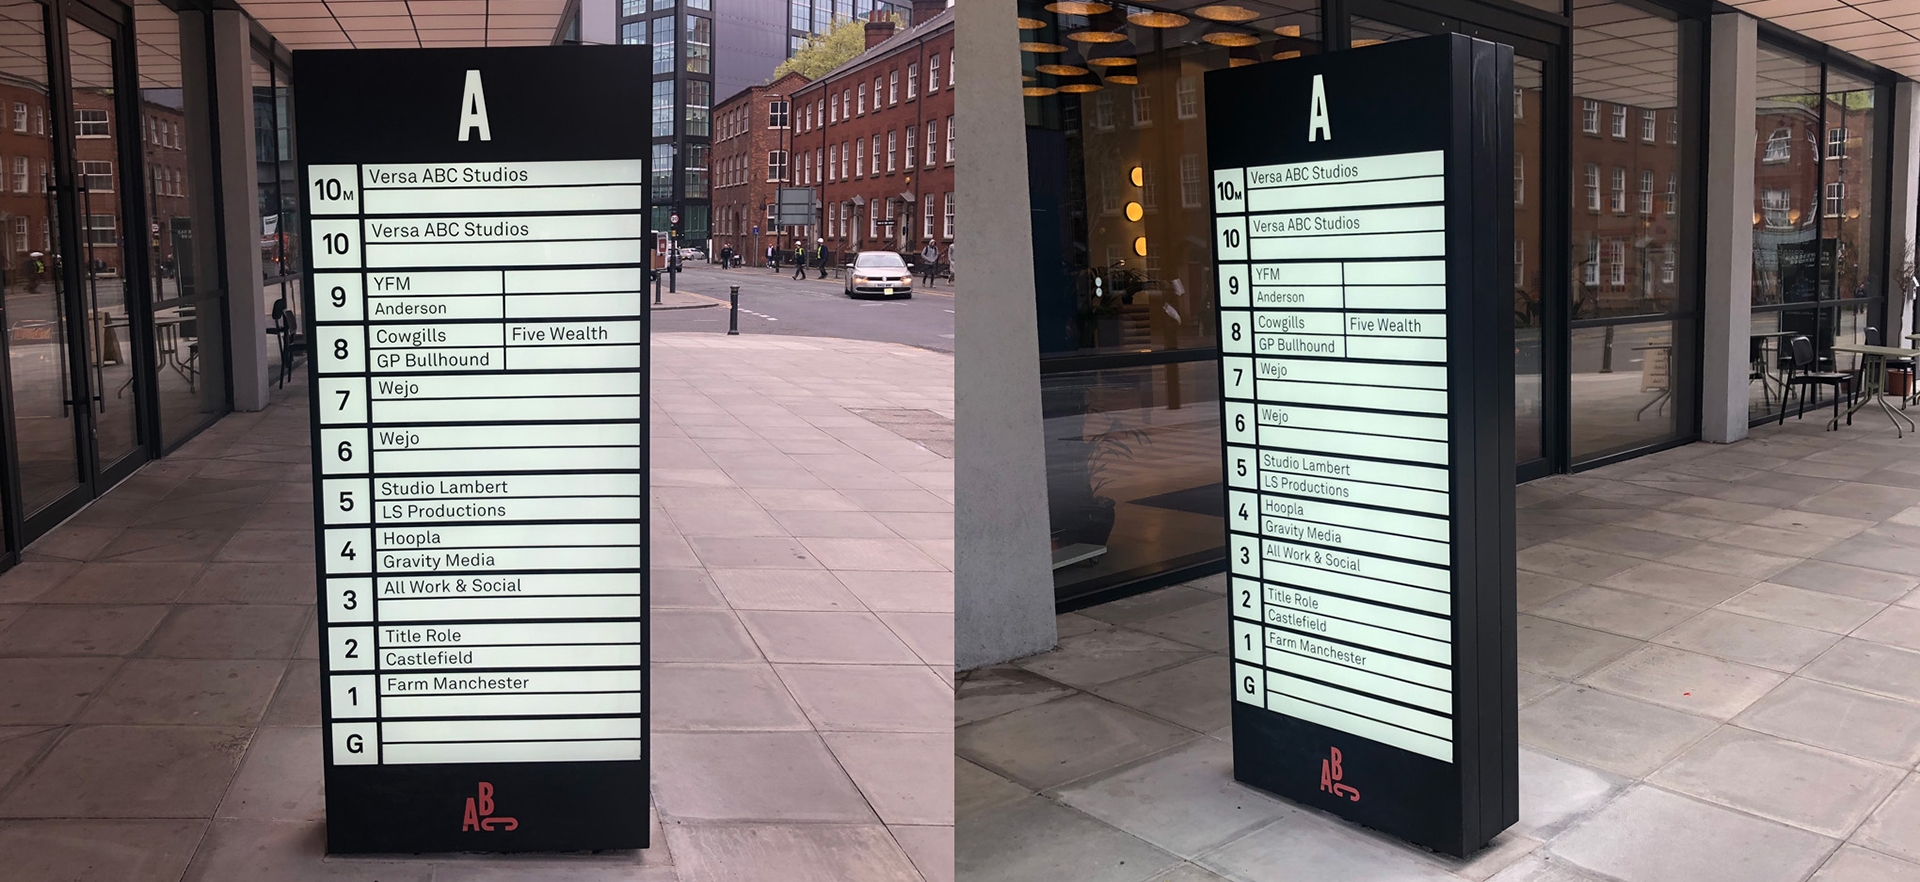 A
10M Versa ABC Studios
10 Versa ABC Studios
9 YFM
Anderson
8 Cowgills Five Wealth
GP Bullhound
7 Wejo
6 Wejo
5 Studio Lambert
LS Productions
4 Hoopla
Gravity Media
3 All Work & Social
2 Title Role
Castlefield
1 Farm Manchester
G
ABC
A
10M Versa ABC Studios
10 Versa ABC Studios
9 YFM
Anderson
8 Cowgills Five Wealth
GP Bullhound
7 Wejo
6 Wejo
5 Studio Lambert
LS Productions
4 Hoopla
Gravity Media
3 All Work & Social
2 Title Role
Castlefield
1 Farm Manchester
G
ABC